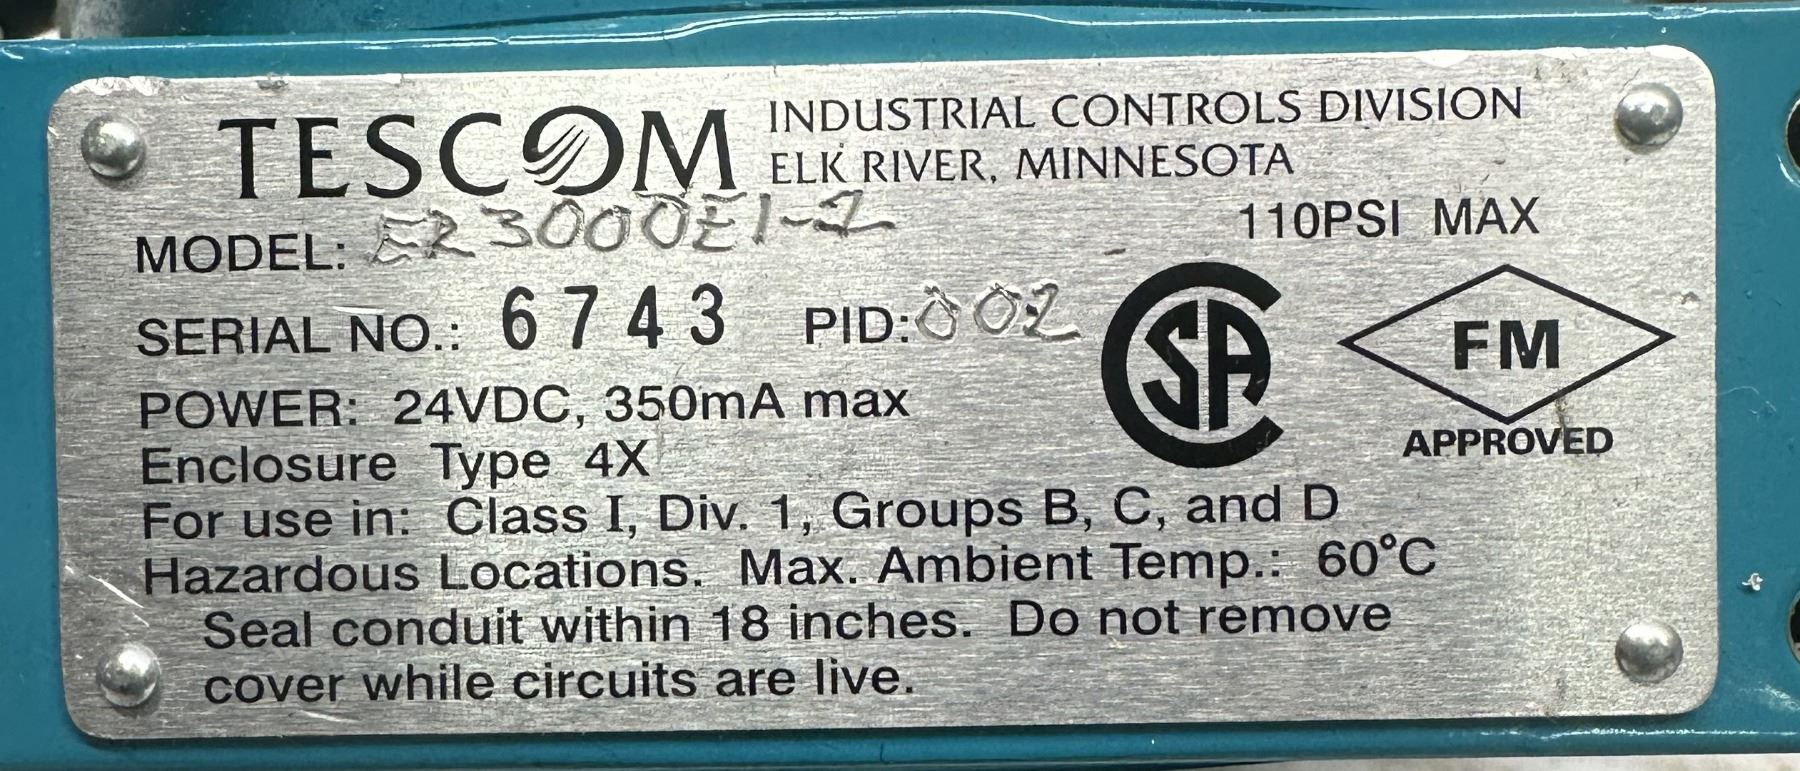 TESCOM INDUSTRIAL CONTROLS DIVISION
ELK RIVER, MINNESOTA
MODEL: ER3000EI-1
110PSI MAX
SERIAL NO.: 6743 PID: 002
CSA
FM
APPROVED
POWER: 24VDC, 350mA max
Enclosure Type 4X
For use in: Class I, Div. 1, Groups B, C, and D
Hazardous Locations. Max. Ambient Temp.: 60°C
Seal conduit within 18 inches. Do not remove
cover while circuits are live.